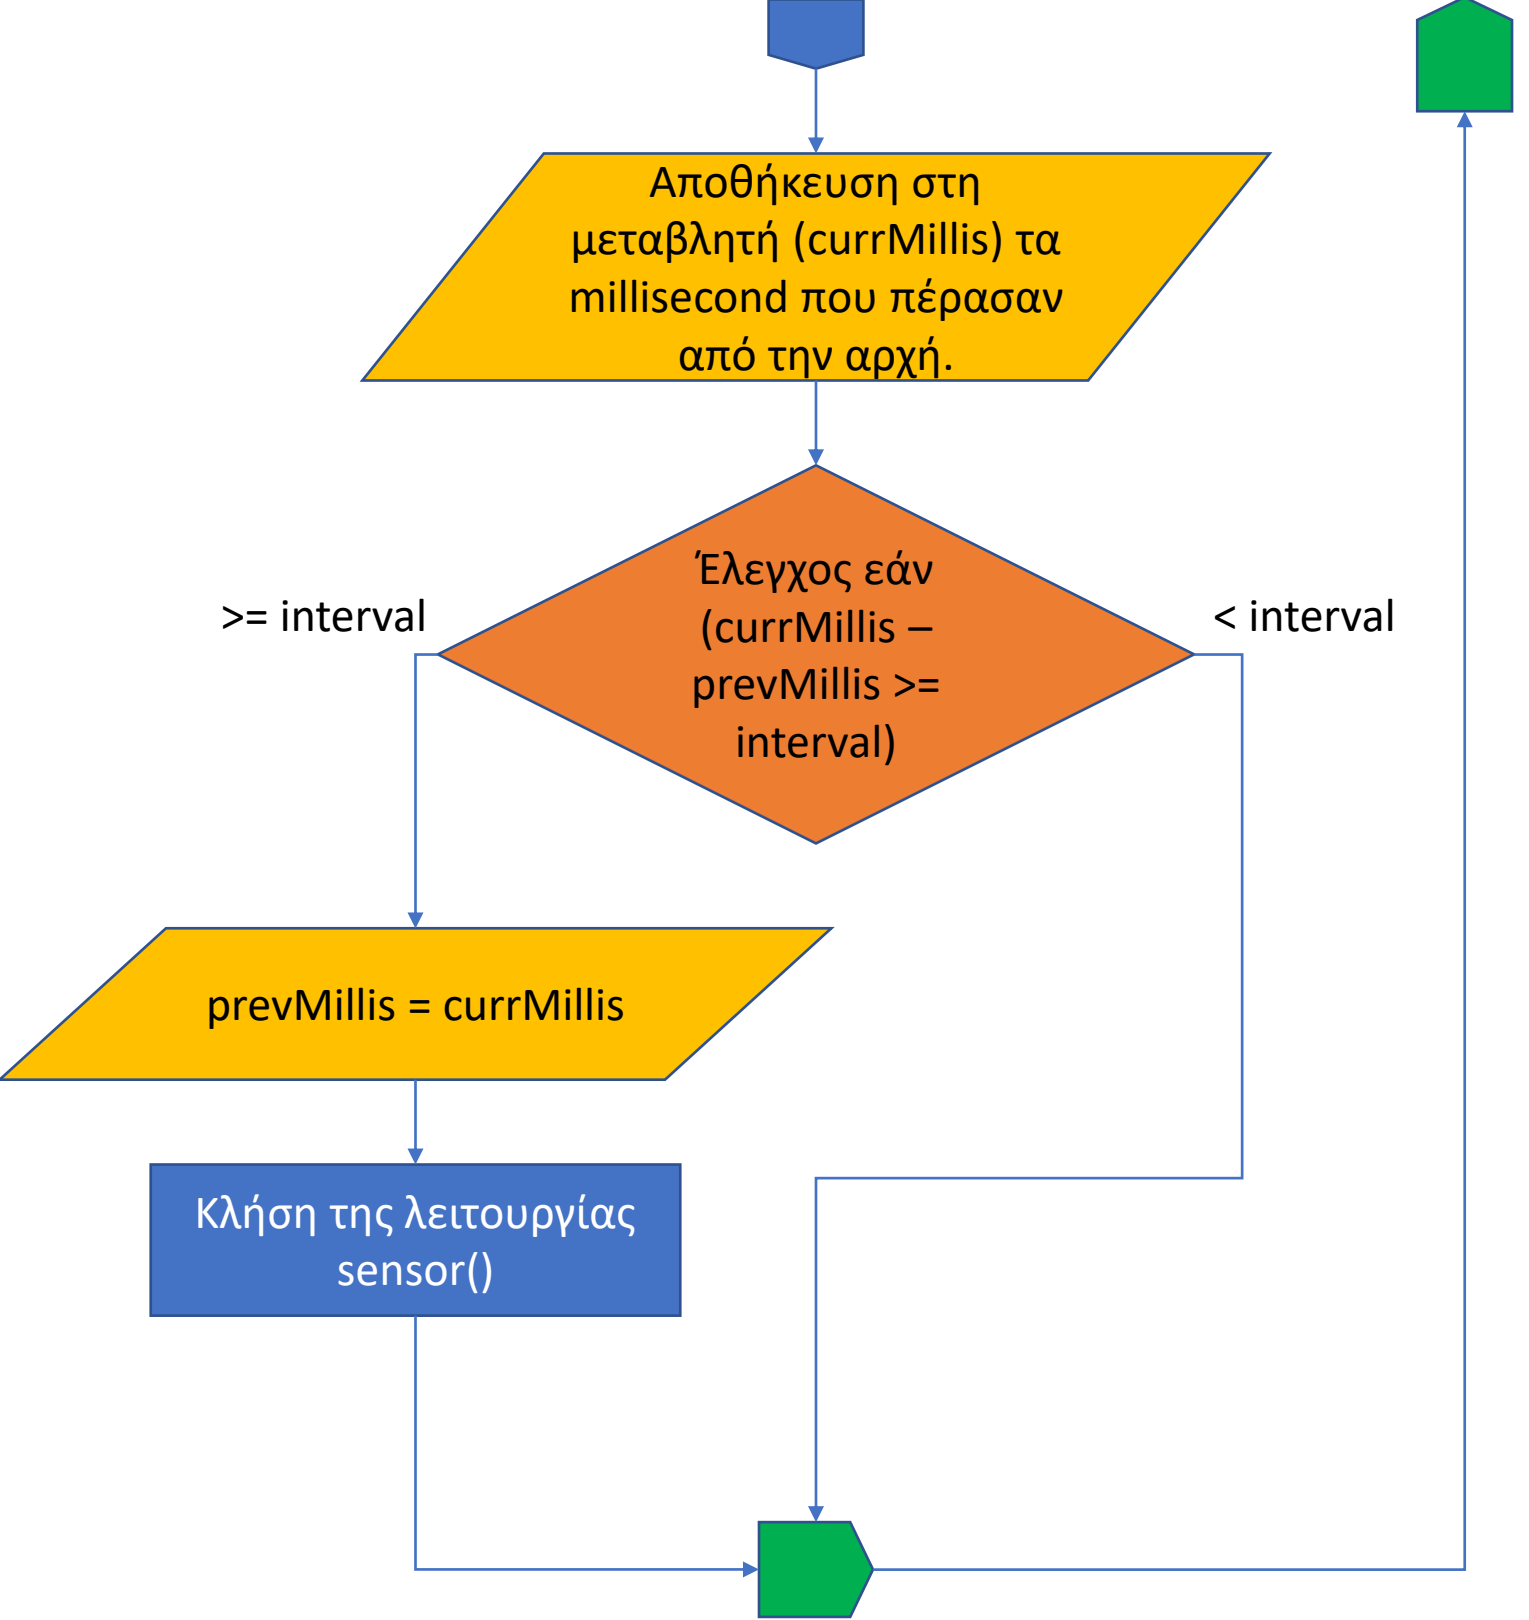 Αποθήκευση στη
μεταβλητή (currMillis) τα
millisecond που πέρασαν
από την αρχή.
Έλεγχος εάν
(currMillis –
prevMillis >=
interval)
>= interval
< interval
prevMillis = currMillis
Κλήση της λειτουργίας
sensor()